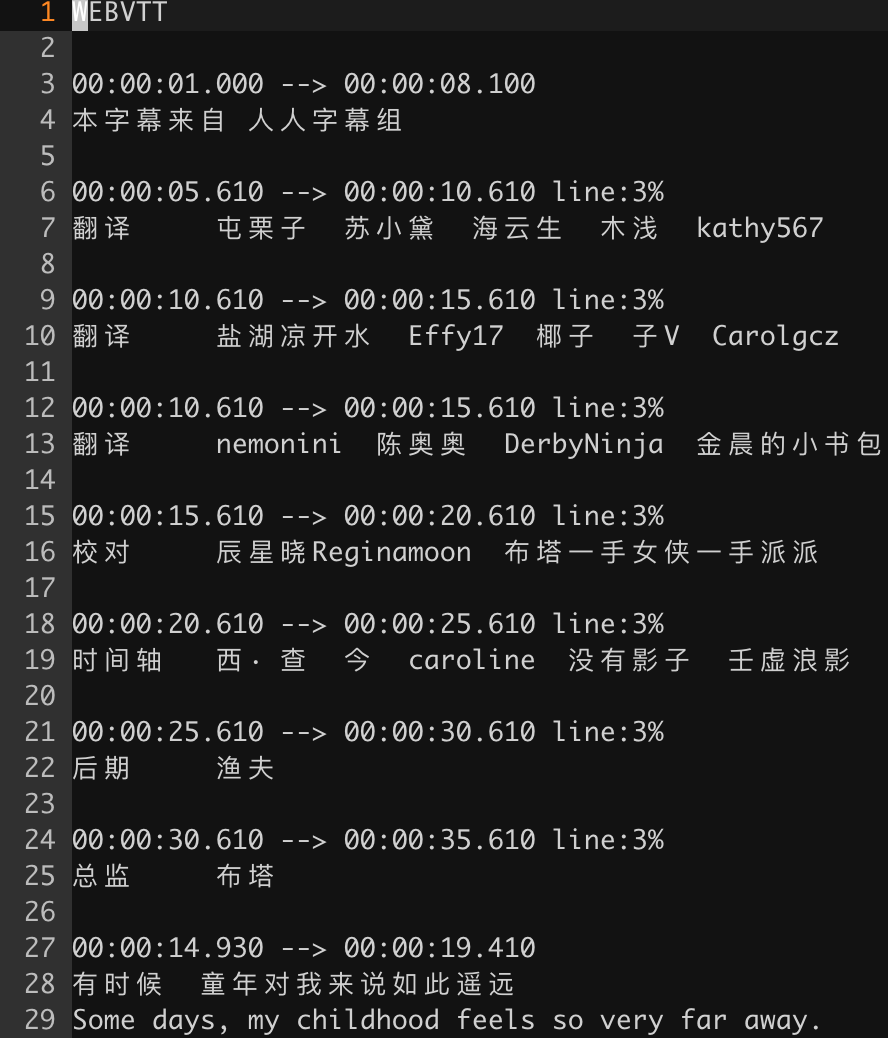 1 WEBVTT
2
3 00:00:01.000 --> 00:00:08.100
4 本字幕来自 人人字幕组
5
6 00:00:05.610 --> 00:00:10.610 line:3%
7 翻译 屯栗子 苏小黛 海云生 木浅 kathy567
8
9 00:00:10.610 --> 00:00:15.610 line:3%
10 翻译 盐湖凉开水 Effy17 椰子 子V Carolgcz
11
12 00:00:10.610 --> 00:00:15.610 line:3%
13 翻译 nemonini 陈奥奥 DerbyNinja 金晨的小书包
14
15 00:00:15.610 --> 00:00:20.610 line:3%
16 校对 辰星晓Reginamoon 布塔一手女侠一手派派
17
18 00:00:20.610 --> 00:00:25.610 line:3%
19 时间轴 西·查 今 caroline 没有影子 壬虚浪影
20
21 00:00:25.610 --> 00:00:30.610 line:3%
22 后期 渔夫
23
24 00:00:30.610 --> 00:00:35.610 line:3%
25 总监 布塔
26
27 00:00:14.930 --> 00:00:19.410
28 有时候 童年对我来说如此遥远
29 Some days, my childhood feels so very far away.